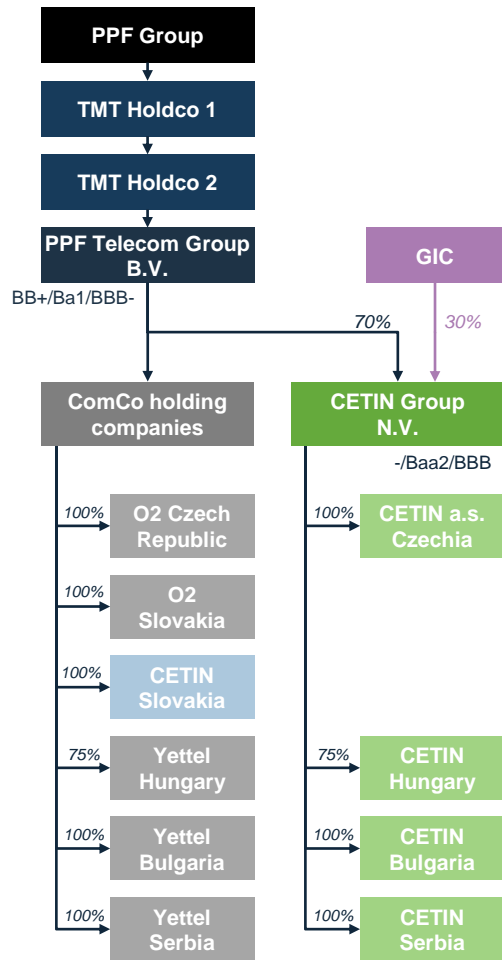 PPF Group
TMT Holdco 1
TMT Holdco 2
PPF Telecom Group
B.V.
GIC
BB+/Ba1/BBB-
70%
30%
ComCo holding
companies
CETIN Group
N.V.
-/Baa2/BBB
100%
O2 Czech
Republic
100%
CETIN a.s.
Czechia
100%
O2
Slovakia
100%
CETIN
Slovakia
75%
Yettel
Hungary
75%
CETIN
Hungary
100%
Yettel
Bulgaria
100%
CETIN
Bulgaria
100%
Yettel
Serbia
100%
CETIN
Serbia